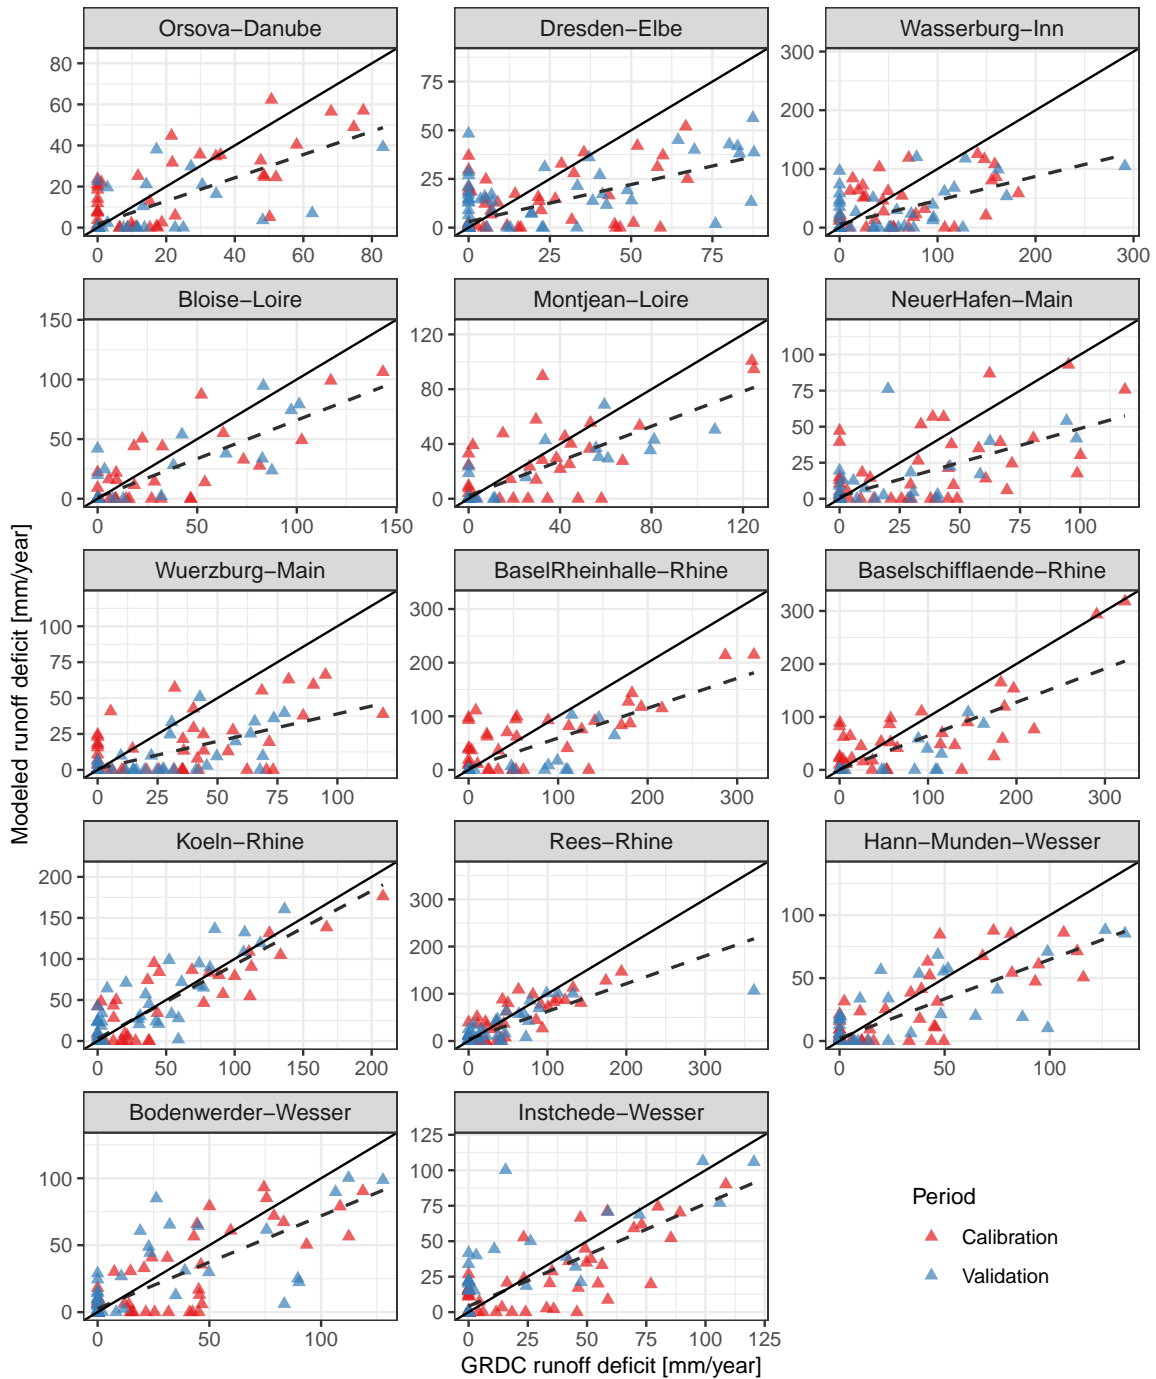 Orsova−Danube
Dresden−Elbe
Wasserburg−Inn
80
60
40
20
0
0 20 40 60 80
75
50
25
0
0 25 50 75
300
200
100
0
0 100 200 300
Bloise−Loire
Montjean−Loire
NeuerHafen−Main
150
100
50
0
0 50 100 150
120
80
40
0
0 40 80 120
100
75
50
25
0
0 25 50 75 100
Wuerzburg−Main
BaselRheinhalle−Rhine
Baselschifflaende−Rhine
100
75
50
25
0
0 25 50 75 100
300
200
100
0
0 100 200 300
300
200
100
0
0 100 200 300
Koeln−Rhine
Rees−Rhine
Hann−Munden−Wesser
200
150
100
50
0
0 50 100 150 200
300
200
100
0
0 100 200 300
100
50
0
0 50 100
Bodenwerder−Wesser
Instchede−Wesser
100
50
0
0 50 100
125
100
75
50
25
0
0 25 50 75 100 125
Modeled runoff deficit [mm/year]
GRDC runoff deficit [mm/year]
Period
Calibration
Validation